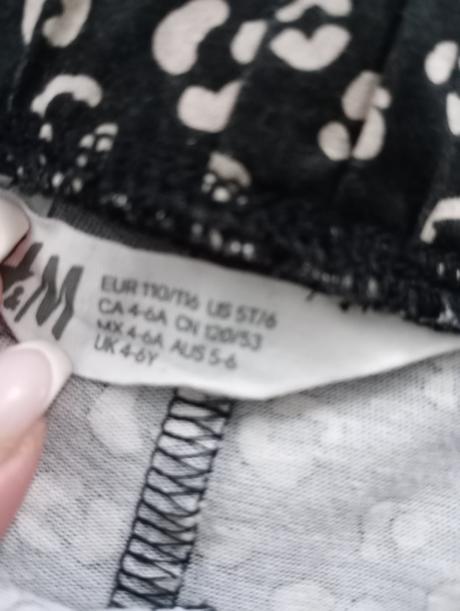 H&M
EUR 110/116 US 5T/6
CA 4-6A CN 120/53
MX 4-6A AUS 5-6
UK 4-6Y